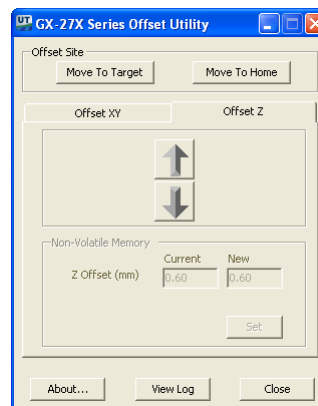 UT GX-27X Series Offset Utility
Offset Site
Move To Target Move To Home
Offset XY Offset Z
Non-Volatile Memory
Current New
Z Offset (mm) 0.60 0.60
Set
About... View Log Close